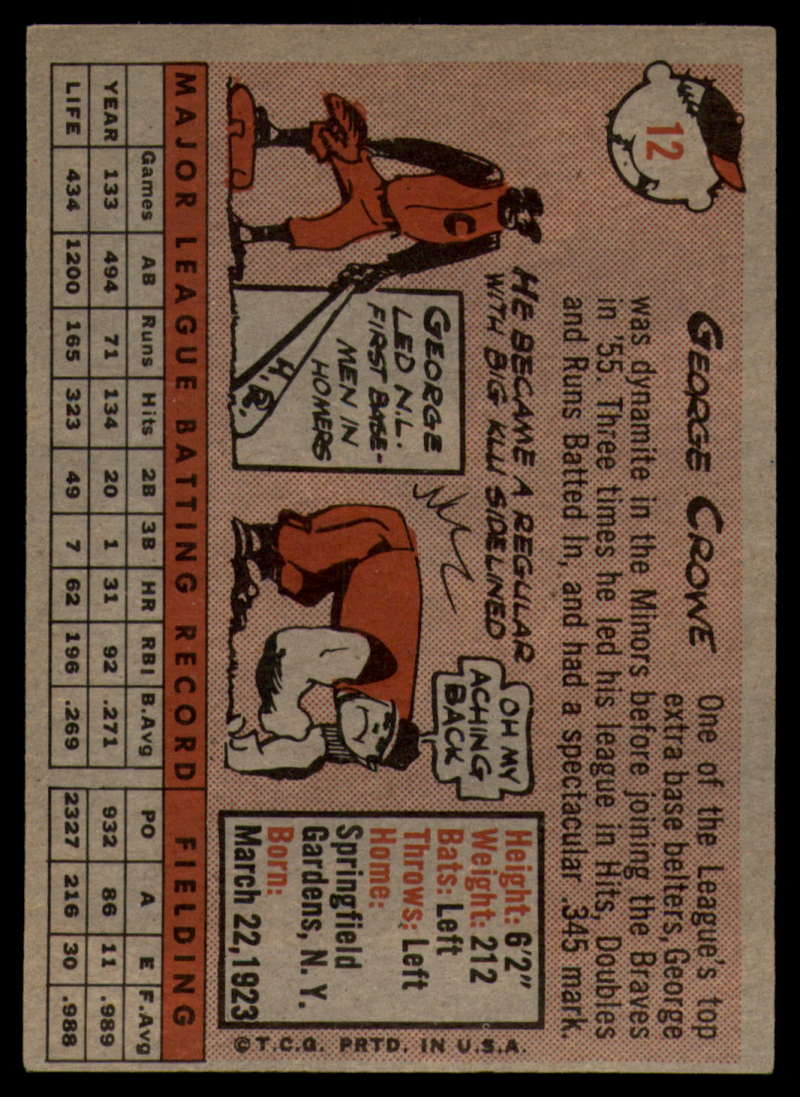 12
GEORGE CROWE
One of the League's top
extra base belters, George
was dynamite in the Minors before joining the Braves
in '55. Three times he led his league in Hits, Doubles
and Runs Batted In, and had a spectacular .345 mark.
HE BECAME A REGULAR
WITH BIG KLU SIDELINED
C
GEORGE
LED N.L.
FIRST BASE-
MEN IN
HOMERS
H.R.
OH MY
ACHING
BACK
Height: 6'2"
Weight: 212
Bats: Left
Throws: Left
Home:
Springfield
Gardens, N. Y.
Born:
March 22, 1923
© T.C.G. PRTD. IN U.S.A.
MAJOR LEAGUE BATTING RECORD FIELDING
Games AB Runs Hits 2B 3B HR RBI B.Avg PO A E F.Avg
YEAR 133 494 71 134 20 1 31 92 .271 932 86 11 .989
LIFE 434 1200 165 323 49 7 62 196 .269 2327 216 30 .988